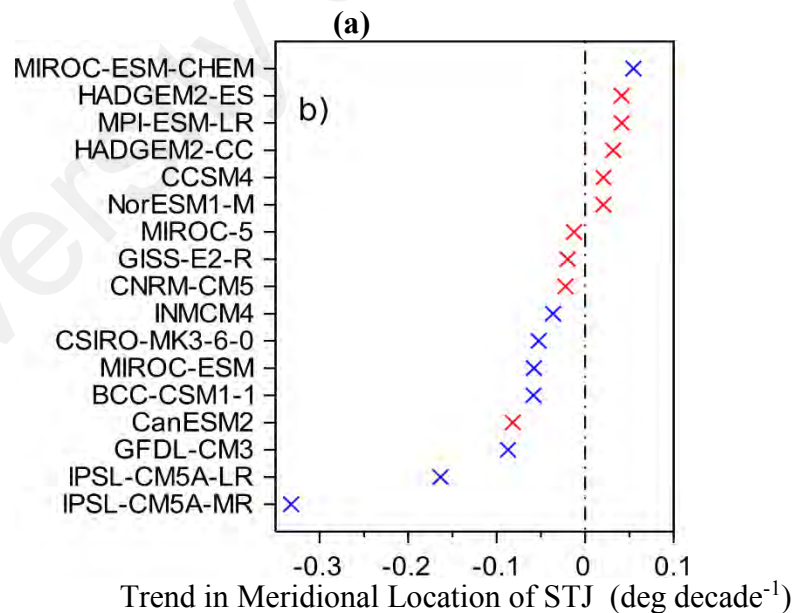 (a)
b)
MIROC-ESM-CHEM
HADGEM2-ES
MPI-ESM-LR
HADGEM2-CC
CCSM4
NorESM1-M
MIROC-5
GISS-E2-R
CNRM-CM5
INMCM4
CSIRO-MK3-6-0
MIROC-ESM
BCC-CSM1-1
CanESM2
GFDL-CM3
IPSL-CM5A-LR
IPSL-CM5A-MR
-0.3 -0.2 -0.1 0 0.1
Trend in Meridional Location of STJ (deg decade⁻¹)